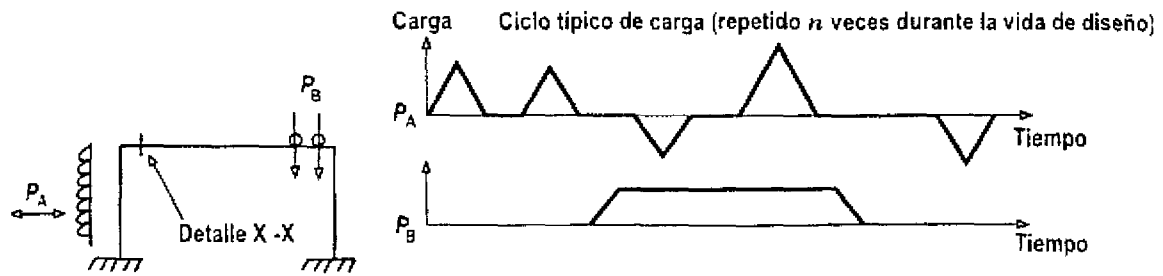 Carga Ciclo típico de carga (repetido n veces durante la vida de diseño)
P_A
Tiempo
P_B
Tiempo
P_B
P_A
Detalle X -X